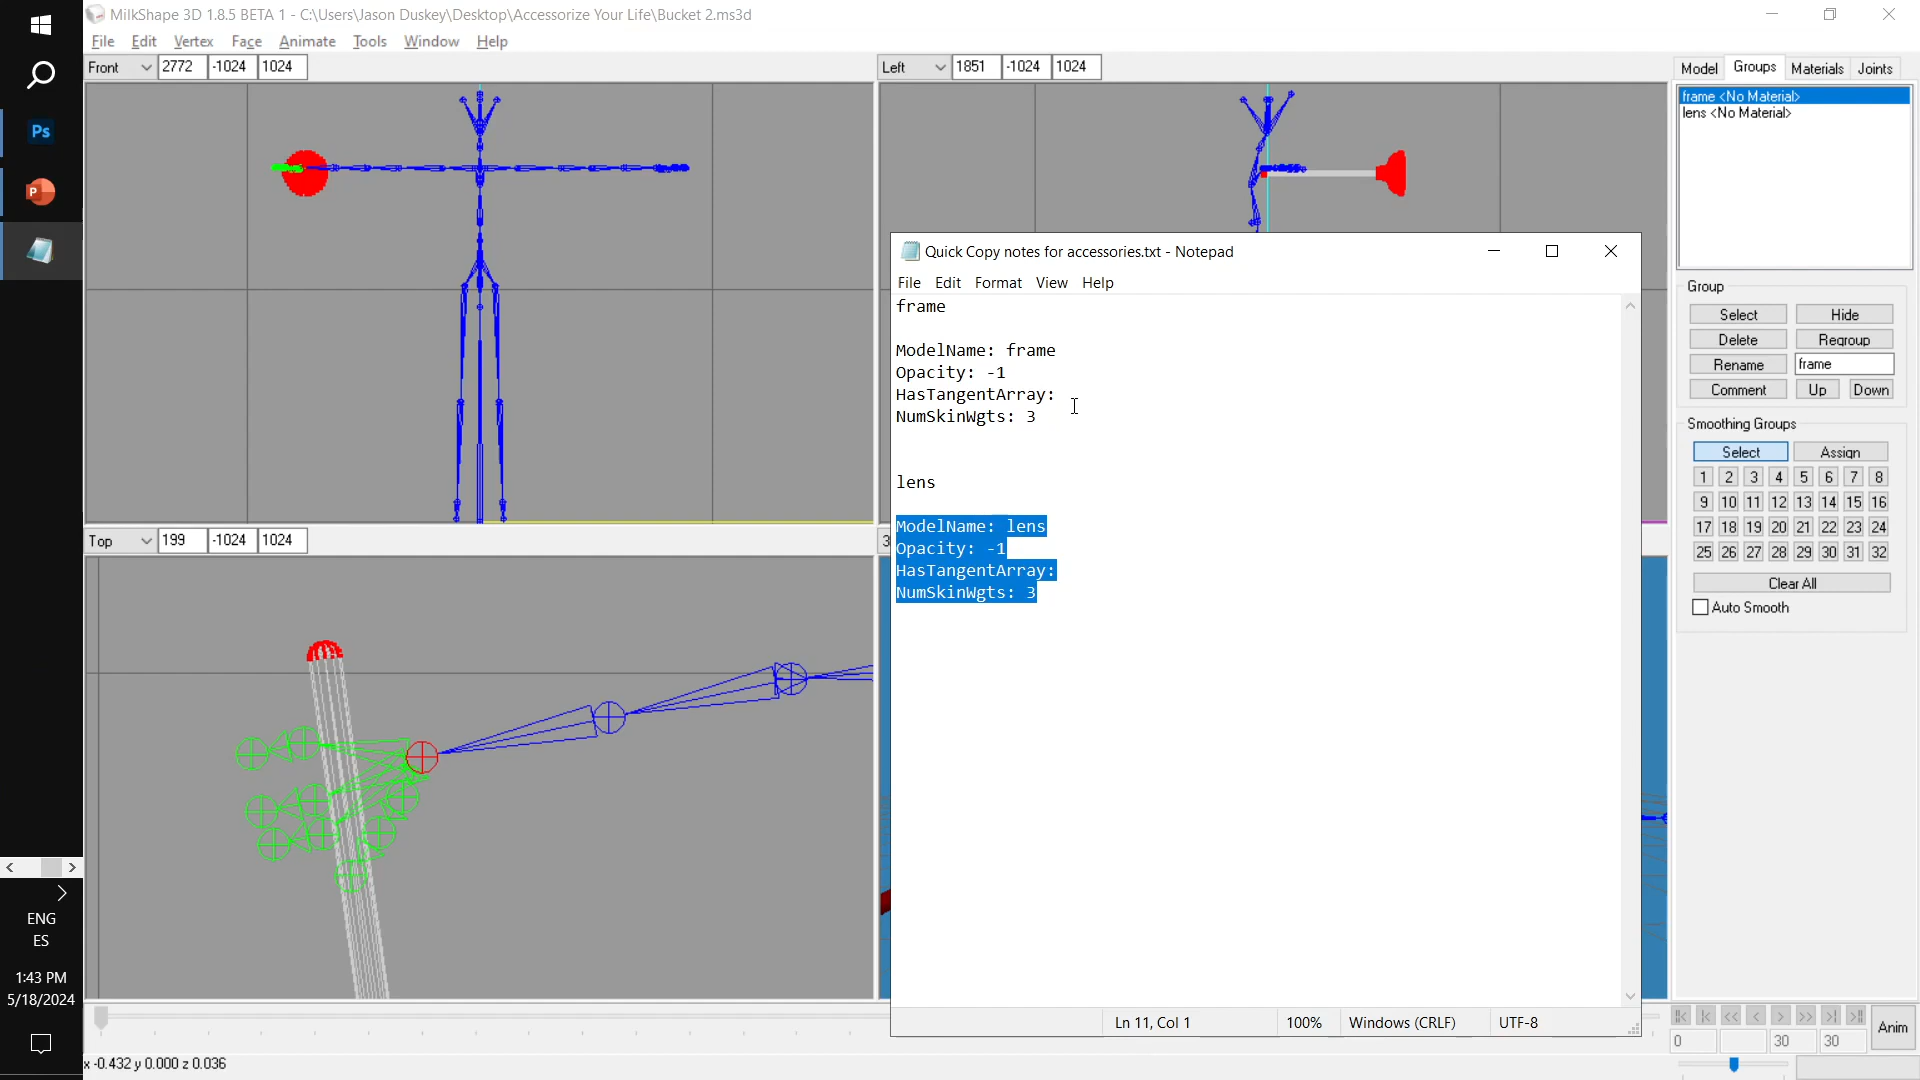 MilkShape 3D 1.8.5 BETA 1 - C:\Users\Jason Duskey\Desktop\Accessorize Your Life\Bucket 2.ms3d
File Edit Vertex Face Animate Tools Window Help
Front 2772 -1024 1024
Left 1851 -1024 1024
Model Groups Materials Joints
frame <No Material>
lens <No Material>
Ps
P
Quick Copy notes for accessories.txt - Notepad
File Edit Format View Help
frame
ModelName: frame
Opacity: -1
HasTangentArray:
NumSkinWgts: 3
lens
ModelName: lens
Opacity: -1
HasTangentArray:
NumSkinWgts: 3
Ln 11, Col 1 100% Windows (CRLF) UTF-8
Group
Select Hide
Delete Regroup
Rename frame
Comment Up Down
Smoothing Groups
Select Assign
1 2 3 4 5 6 7 8
9 10 11 12 13 14 15 16
17 18 19 20 21 22 23 24
25 26 27 28 29 30 31 32
Clear All
Auto Smooth
Top 199 -1024 1024
3
ENG
ES
1:43 PM
5/18/2024
0 30 30 Anim
x -0.432 y 0.000 z 0.036